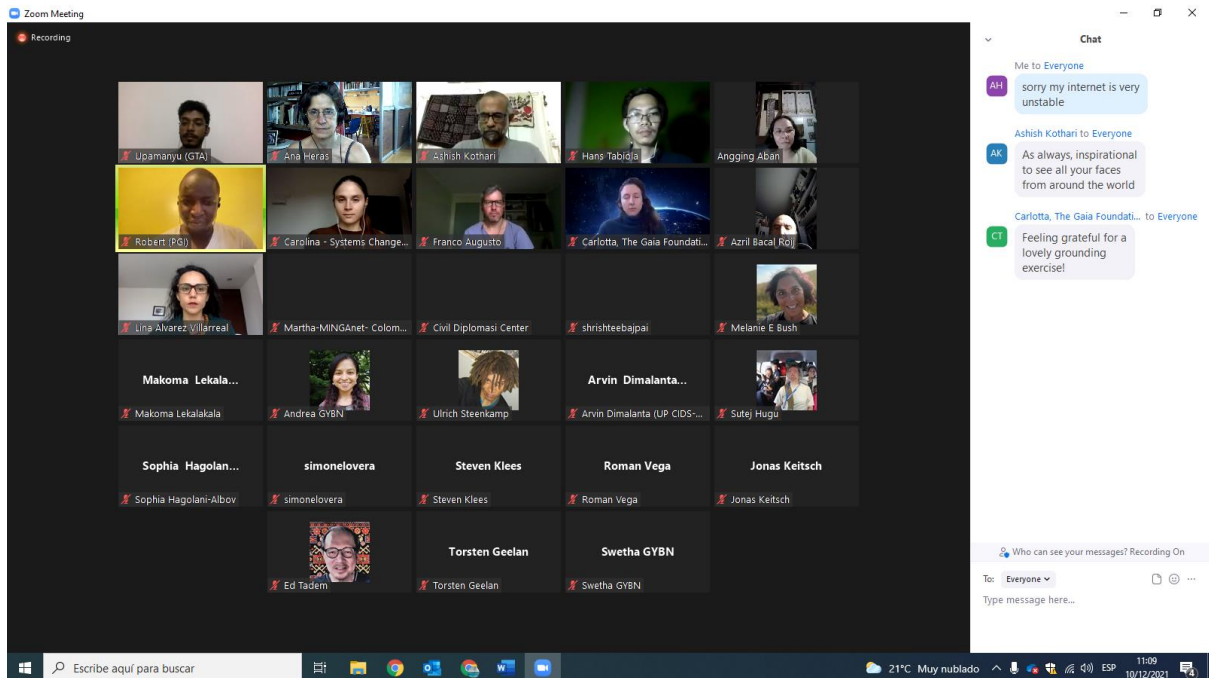 Zoom Meeting
Recording
Upamanyu (GTA)
Ana Heras
Ashish Kothari
Hans Tabiola
Angging Aban
Robert (PGI)
Carolina - Systems Change...
Franco Augusto
Carlotta, The Gaia Foundati...
Azril Bacal Roij
Lina Alvarez Villarreal
Martha-MINGAnet- Colom...
Civil Diplomasi Center
shrishteebajpai
Melanie E Bush
Makoma Lekala...
Makoma Lekalakala
Andrea GYBN
Ulrich Steenkamp
Arvin Dimalanta...
Arvin Dimalanta (UP CIDS-...
Sutej Hugu
Sophia Hagolan...
Sophia Hagolani-Albov
simonelovera
simonelovera
Steven Klees
Steven Klees
Roman Vega
Roman Vega
Jonas Keitsch
Jonas Keitsch
Ed Tadem
Torsten Geelan
Torsten Geelan
Swetha GYBN
Swetha GYBN
Chat
Me to Everyone
AH
sorry my internet is very
unstable
Ashish Kothari to Everyone
AK
As always, inspirational
to see all your faces
from around the world
Carlotta, The Gaia Foundati... to Everyone
CT
Feeling grateful for a
lovely grounding
exercise!
Who can see your messages? Recording On
To: Everyone
Type message here...
Escribe aquí para buscar
21°C Muy nublado
ESP
11:09
10/12/2021
4